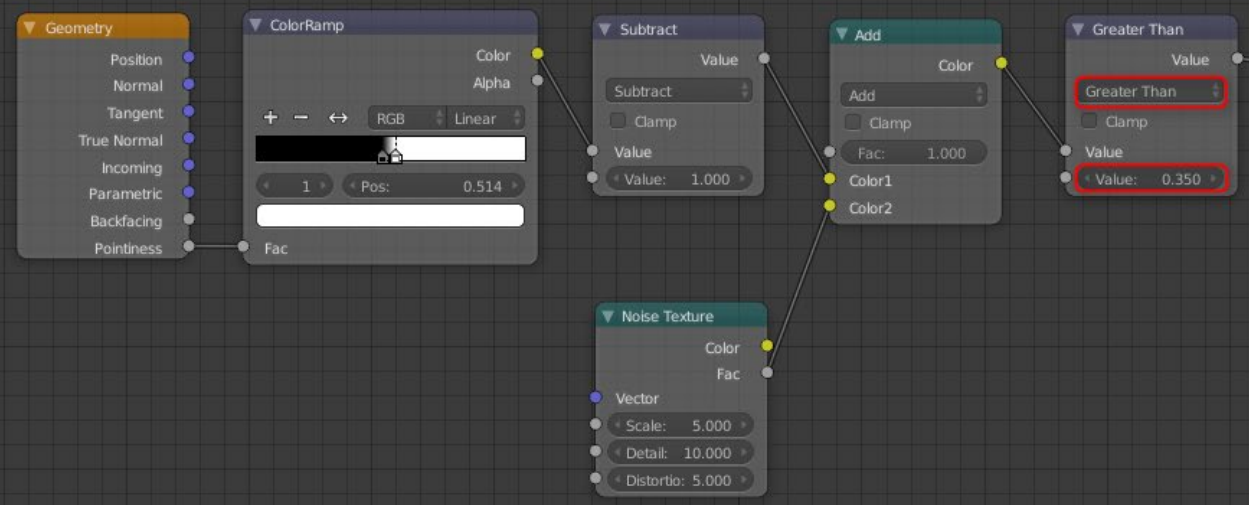 Geometry
Position
Normal
Tangent
True Normal
Incoming
Parametric
Backfacing
Pointiness
ColorRamp
Color
Alpha
RGB Linear
1 Pos: 0.514
Fac
Subtract
Value
Subtract
Clamp
Value
Value: 1.000
Add
Color
Add
Clamp
Fac: 1.000
Color1
Color2
Greater Than
Value
Greater Than
Clamp
Value
Value: 0.350
Noise Texture
Color
Fac
Vector
Scale: 5.000
Detail: 10.000
Distortio: 5.000